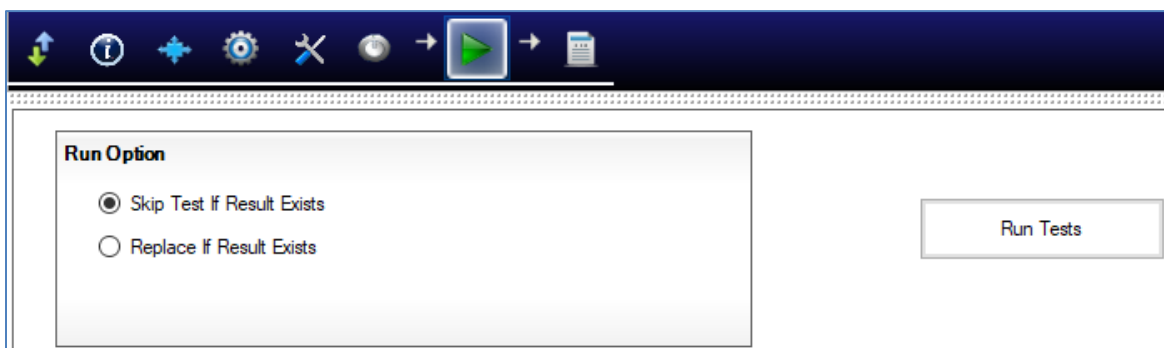 Run Option
Skip Test If Result Exists
Replace If Result Exists
Run Tests